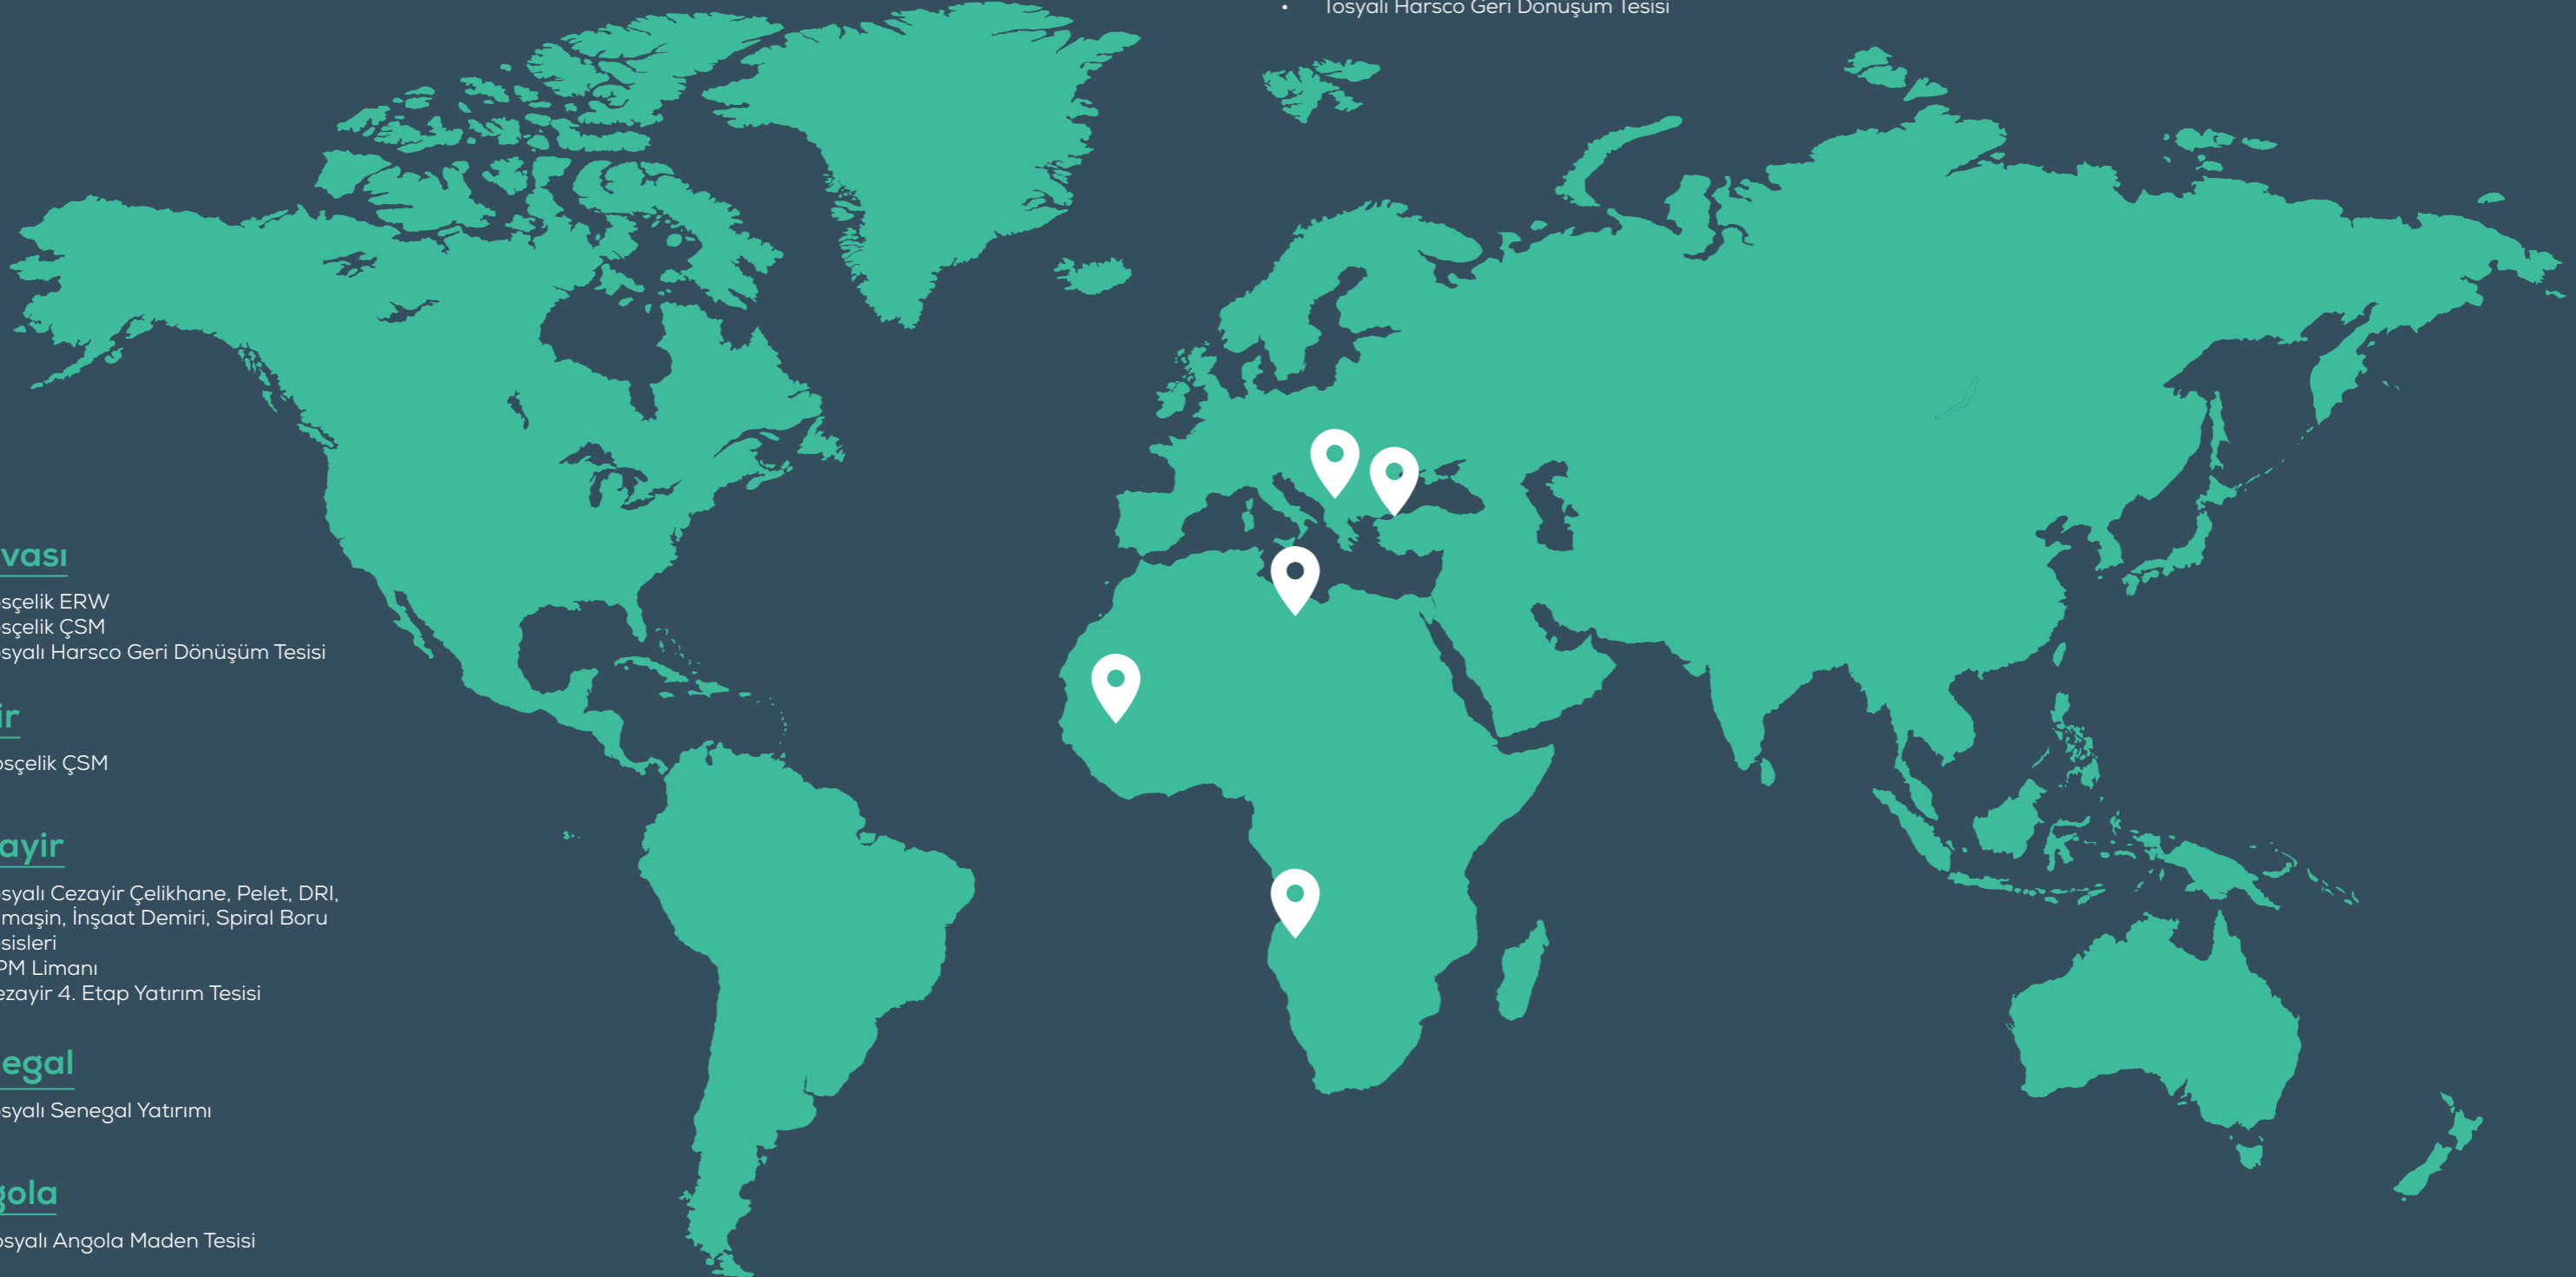 • Tosyalı Harsco Geri Dönüşüm Tesisi
vası
sçelik ERW
sçelik ÇSM
syalı Harsco Geri Dönüşüm Tesisi
ir
osçelik ÇSM
ayir
syalı Cezayir Çelikhane, Pelet, DRI,
maşin, İnşaat Demiri, Spiral Boru
sisleri
PM Limanı
ezayir 4. Etap Yatırım Tesisi
egal
syalı Senegal Yatırımı
gola
osyalı Angola Maden Tesisi